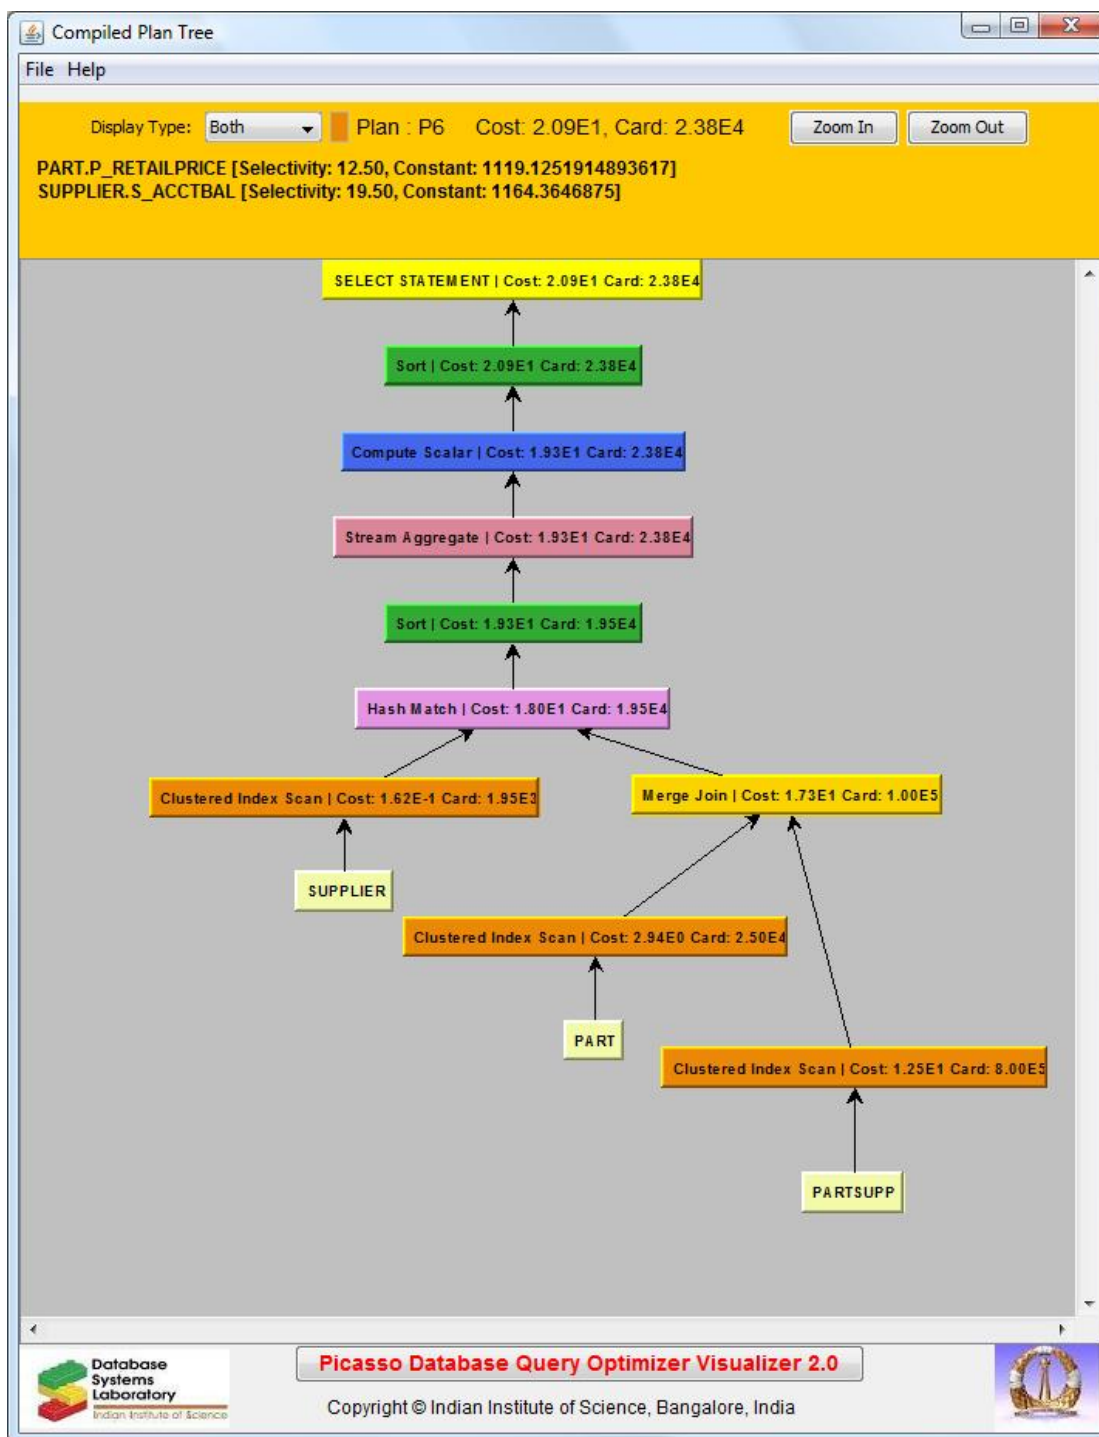 Compiled Plan Tree
File Help
Display Type: Both Plan : P6 Cost: 2.09E1, Card: 2.38E4 Zoom In Zoom Out
PART.P_RETAILPRICE [Selectivity: 12.50, Constant: 1119.1251914893617]
SUPPLIER.S_ACCTBAL [Selectivity: 19.50, Constant: 1164.3646875]
SELECT STATEMENT | Cost: 2.09E1 Card: 2.38E4
Sort | Cost: 2.09E1 Card: 2.38E4
Compute Scalar | Cost: 1.93E1 Card: 2.38E4
Stream Aggregate | Cost: 1.93E1 Card: 2.38E4
Sort | Cost: 1.93E1 Card: 1.95E4
Hash Match | Cost: 1.80E1 Card: 1.95E4
Clustered Index Scan | Cost: 1.62E-1 Card: 1.95E3
Merge Join | Cost: 1.73E1 Card: 1.00E5
SUPPLIER
Clustered Index Scan | Cost: 2.94E0 Card: 2.50E4
PART
Clustered Index Scan | Cost: 1.25E1 Card: 8.00E5
PARTSUPP
Database
Systems
Laboratory
Indian Institute of Science
Picasso Database Query Optimizer Visualizer 2.0
Copyright © Indian Institute of Science, Bangalore, India